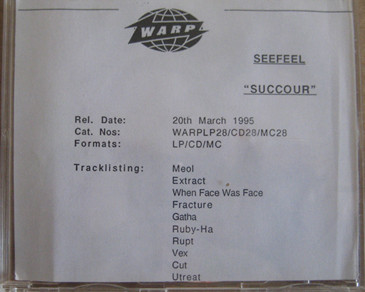 WARP
SEEFEEL
"SUCCOUR"
Rel. Date: 20th March 1995
Cat. Nos: WARPLP28/CD28/MC28
Formats: LP/CD/MC
Tracklisting: Meol
Extract
When Face Was Face
Fracture
Gatha
Ruby-Ha
Rupt
Vex
Cut
Utreat